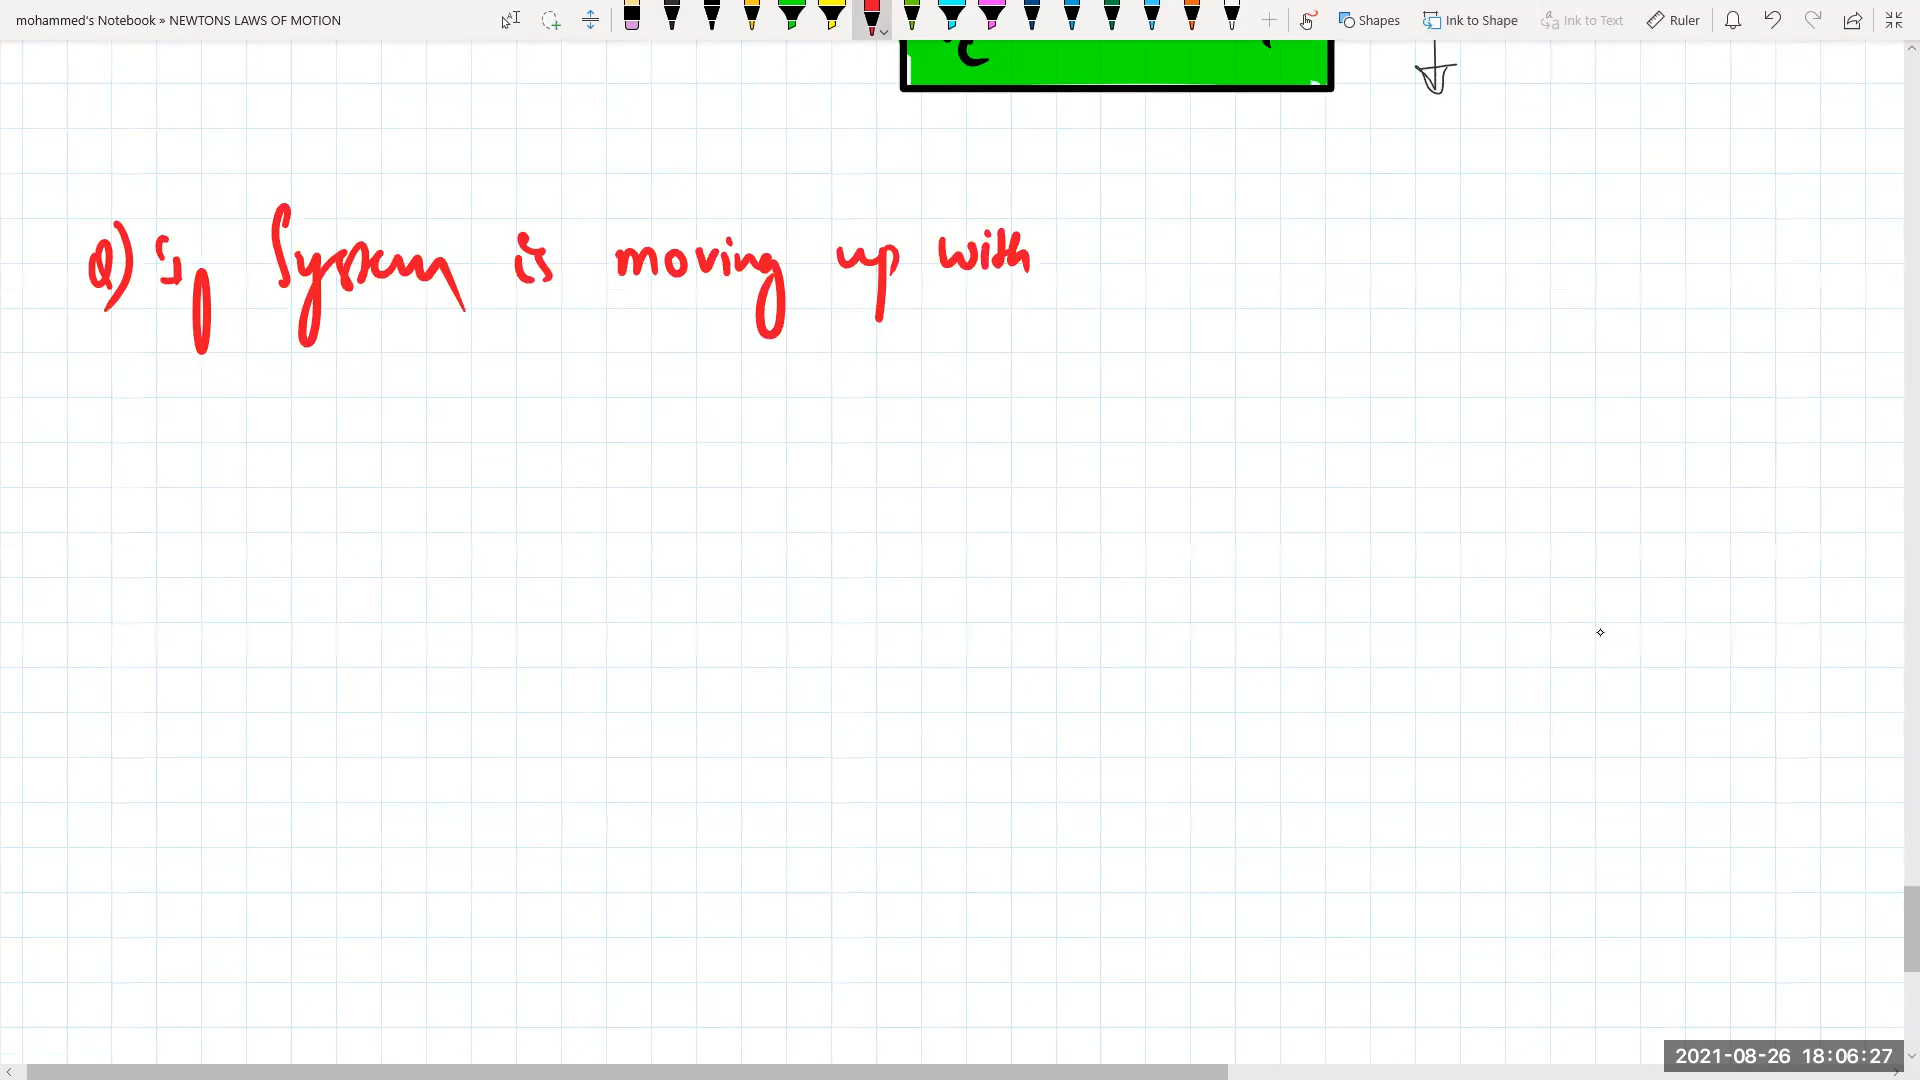 mohammed's Notebook » NEWTONS LAWS OF MOTION
Shapes
Ink to Shape
Ink to Text
Ruler
Q) If System is moving up with
2021-08-26 18:06:27